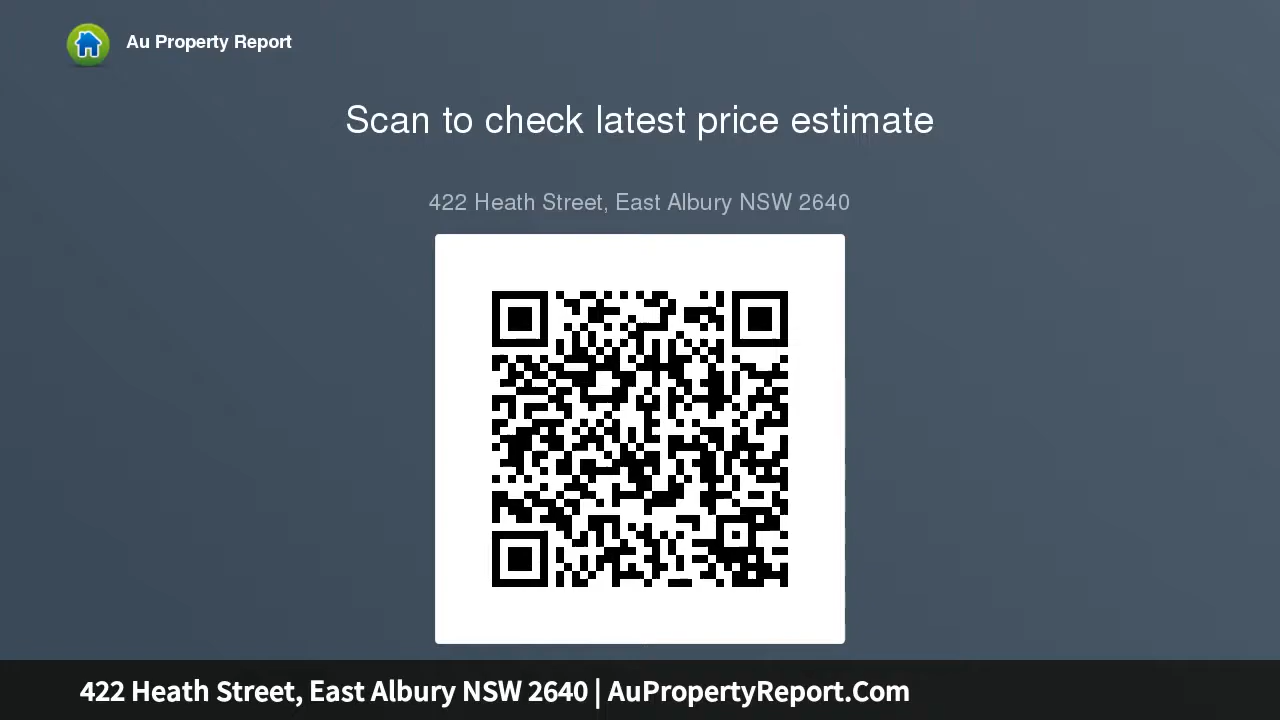 Au Property Report
Scan to check latest price estimate
422 Heath Street, East Albury NSW 2640
422 Heath Street, East Albury NSW 2640 | AuPropertyReport.Com